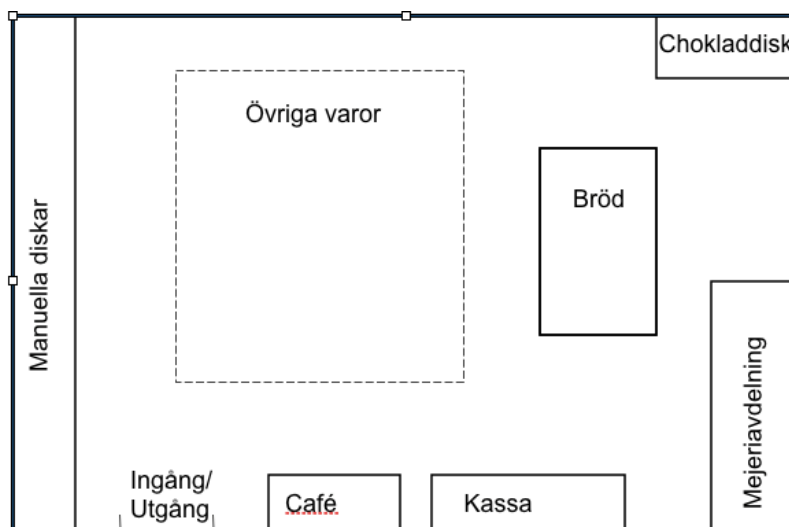 Chokladdisk
Övriga varor
Bröd
Manuella diskar
Mejeriavdelning
Ingång/
Utgång
Café
Kassa